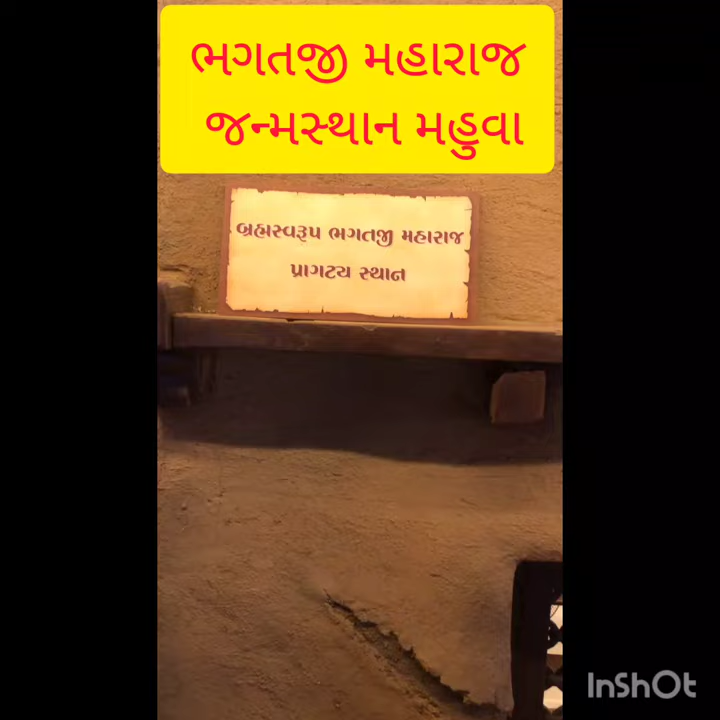 ભગતજી મહારાજ
જન્મસ્થાન મહુવા
બ્રહ્મસ્વરૂપ ભગતજી મહારાજ
પ્રાગટ્ય સ્થાન
InShOt